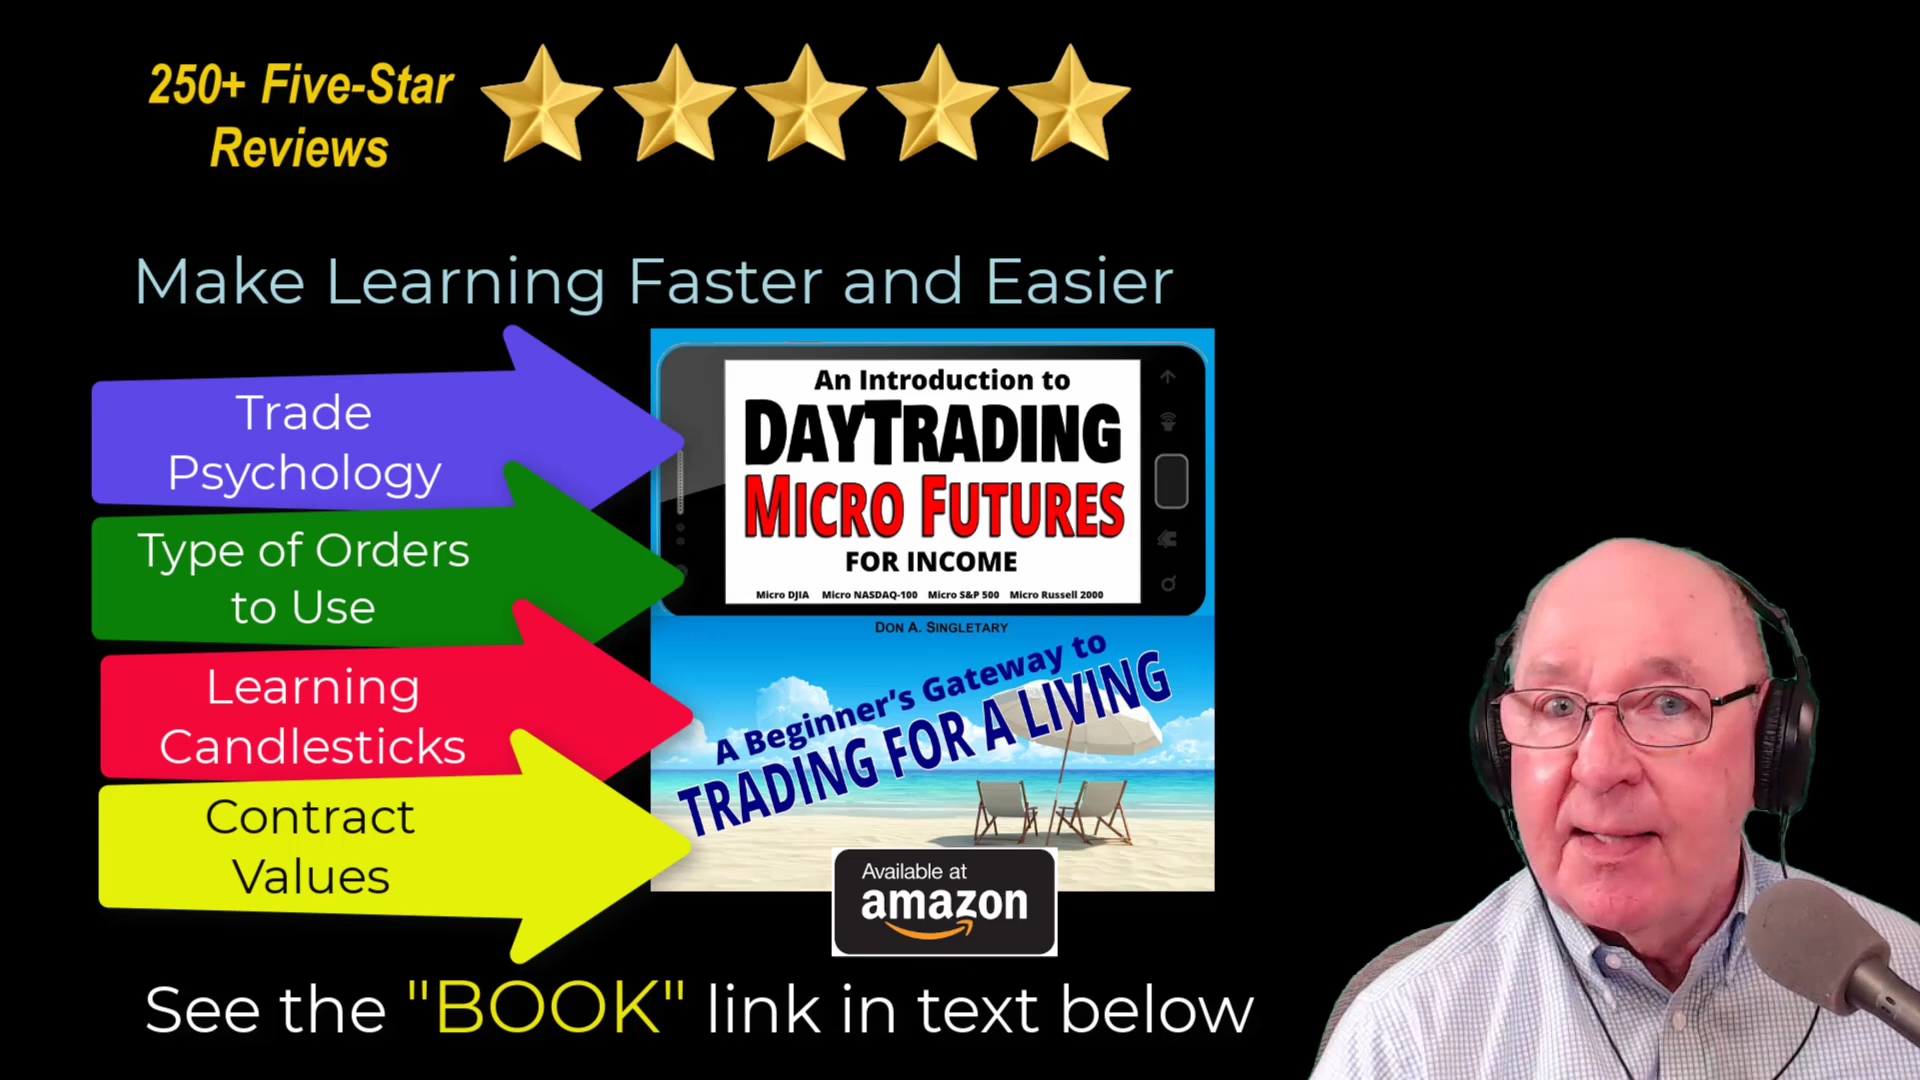 250+ Five-Star
Reviews
Make Learning Faster and Easier
Trade
Psychology
Type of Orders
to Use
Learning
Candlesticks
Contract
Values
An Introduction to
DAYTRADING
MICRO FUTURES
FOR INCOME
Micro DJIA Micro NASDAQ-100 Micro S&P 500 Micro Russell 2000
DON A. SINGLETARY
A Beginner's Gateway to
TRADING FOR A LIVING
Available at
amazon
See the "BOOK" link in text below